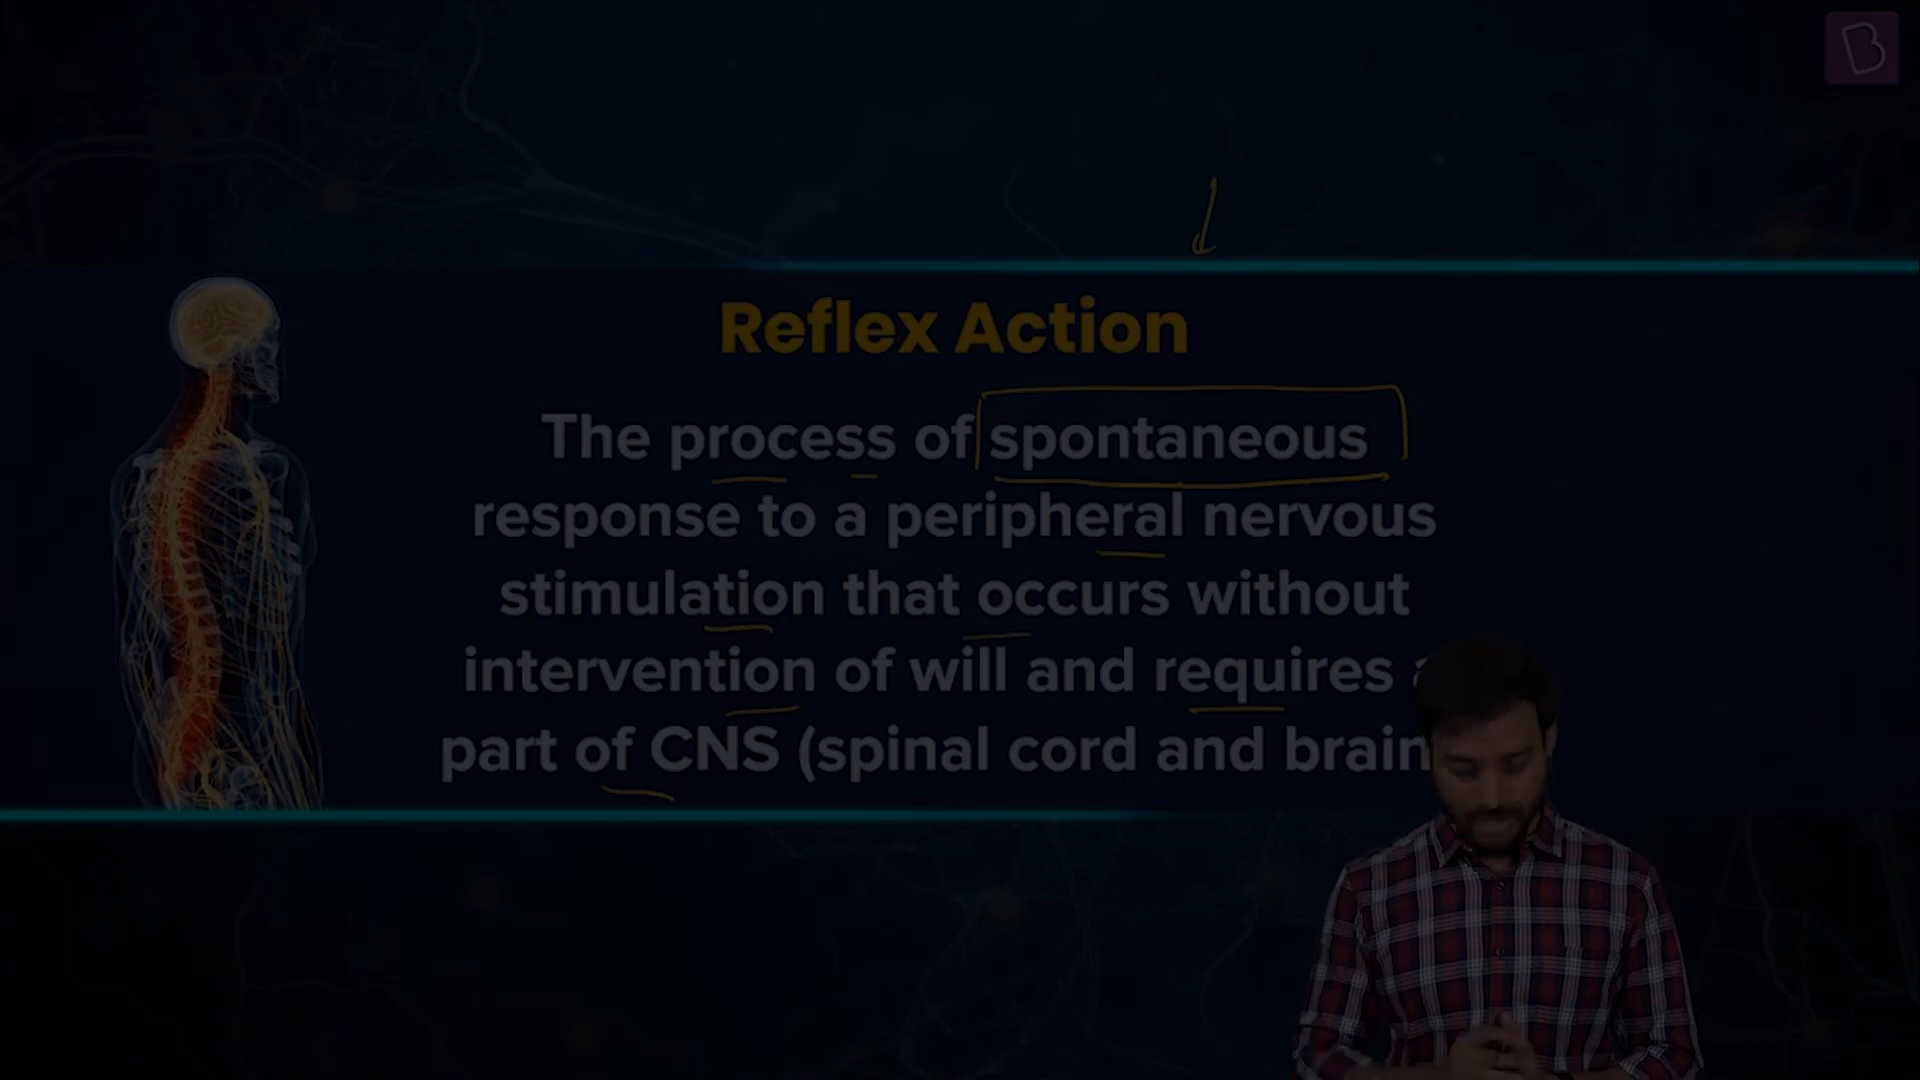 Reflex Action
The process of spontaneous
response to a peripheral nervous
stimulation that occurs without
intervention of will and requires a
part of CNS (spinal cord and brain